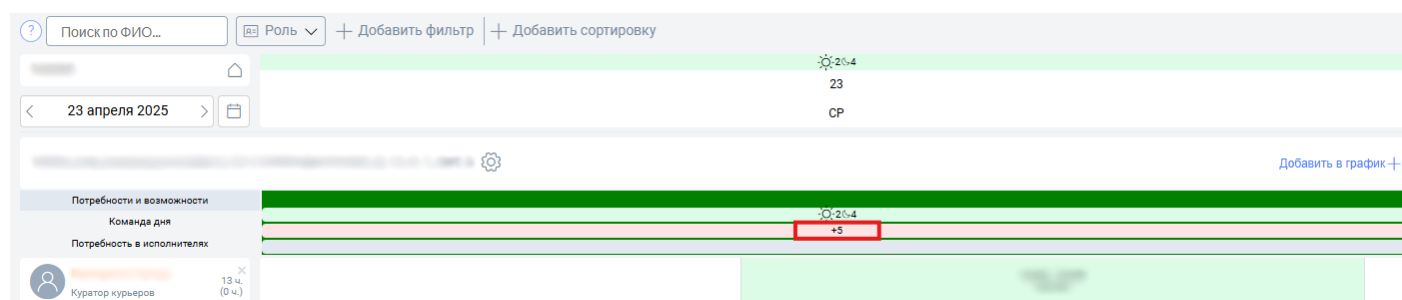 ? Поиск по ФИО... Роль + Добавить фильтр + Добавить сортировку
2 4
23
23 апреля 2025
СР
Добавить в график +
Потребности и возможности
Команда дня
2 4
+5
Потребность в исполнителях
13 ч.
Куратор курьеров (0 ч.)